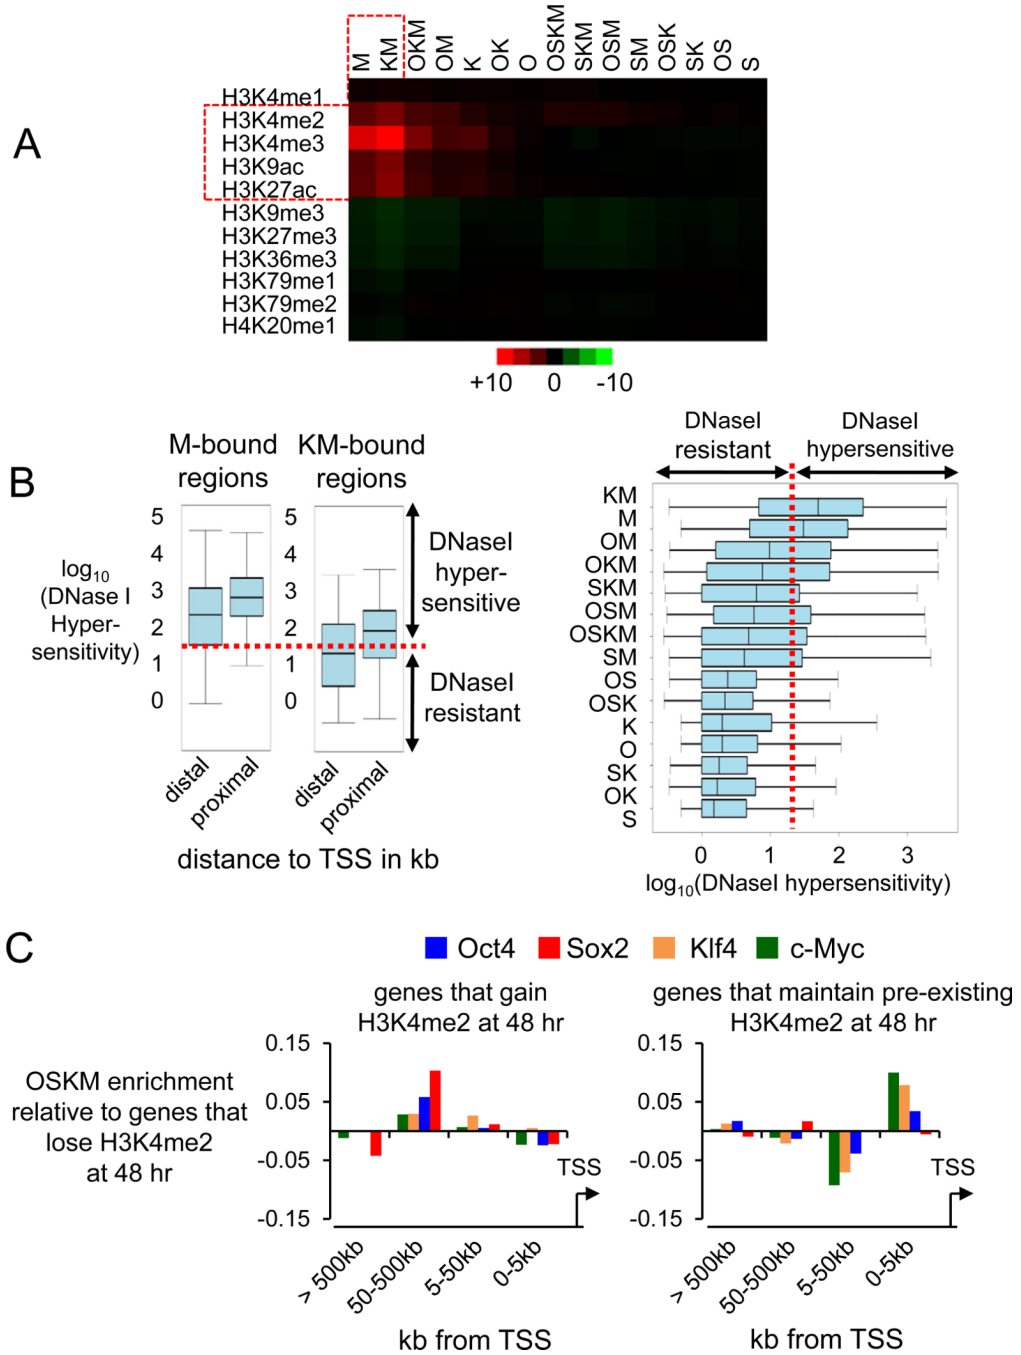 A
M
KM
OKM
OM
K
OK
O
OSKM
SKM
OSM
SM
OSK
SK
OS
S
H3K4me1
H3K4me2
H3K4me3
H3K9ac
H3K27ac
H3K9me3
H3K27me3
H3K36me3
H3K79me1
H3K79me2
H4K20me1
+10 0 -10
B
M-bound
regions
KM-bound
regions
log10
(DNase I
Hyper-
sensitivity)
5
4
3
2
1
0
5
4
3
2
1
0
DNaseI
hyper-
sensitive
DNaseI
resistant
distal
proximal
distal
proximal
distance to TSS in kb
DNaseI
resistant
DNaseI
hypersensitive
KM
M
OM
OKM
SKM
OSM
OSKM
SM
OS
OSK
K
O
SK
OK
S
0 1 2 3
log10(DNaseI hypersensitivity)
C
Oct4 Sox2 Klf4 c-Myc
OSKM enrichment
relative to genes that
lose H3K4me2
at 48 hr
genes that gain
H3K4me2 at 48 hr
0.15
0.05
-0.05
-0.15
TSS
> 500kb
50-500kb
5-50kb
0-5kb
kb from TSS
genes that maintain pre-existing
H3K4me2 at 48 hr
0.15
0.05
-0.05
-0.15
TSS
> 500kb
50-500kb
5-50kb
0-5kb
kb from TSS